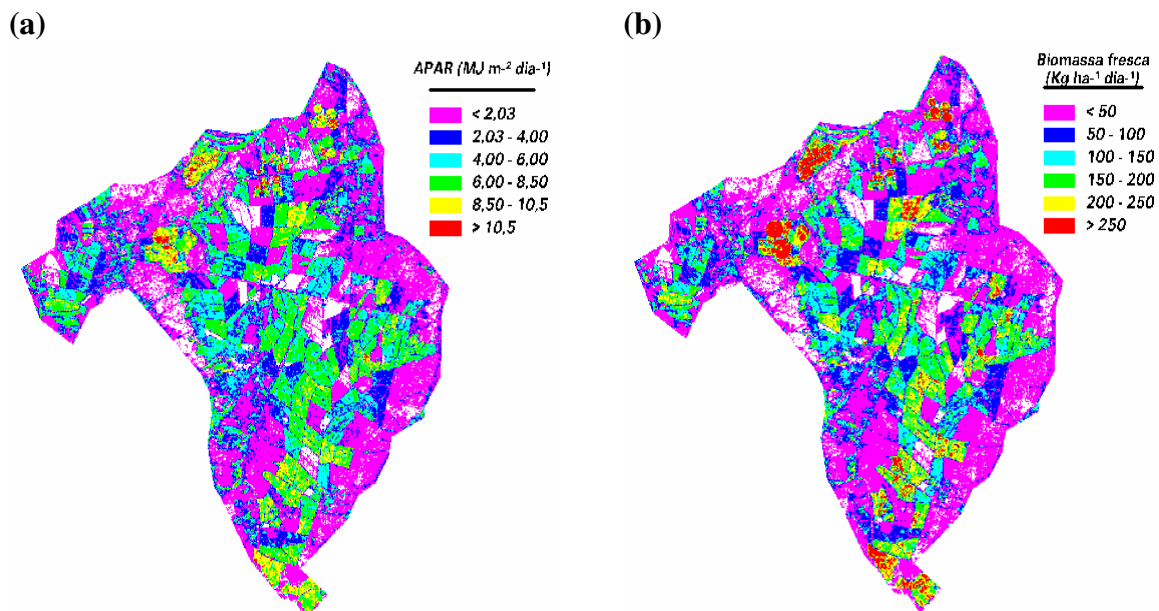 (a)
APAR (MJ m-² dia-¹)
< 2,03
2,03 - 4,00
4,00 - 6,00
6,00 - 8,50
8,50 - 10,5
> 10,5
(b)
Biomassa fresca
(Kg ha-¹ dia-¹)
< 50
50 - 100
100 - 150
150 - 200
200 - 250
> 250